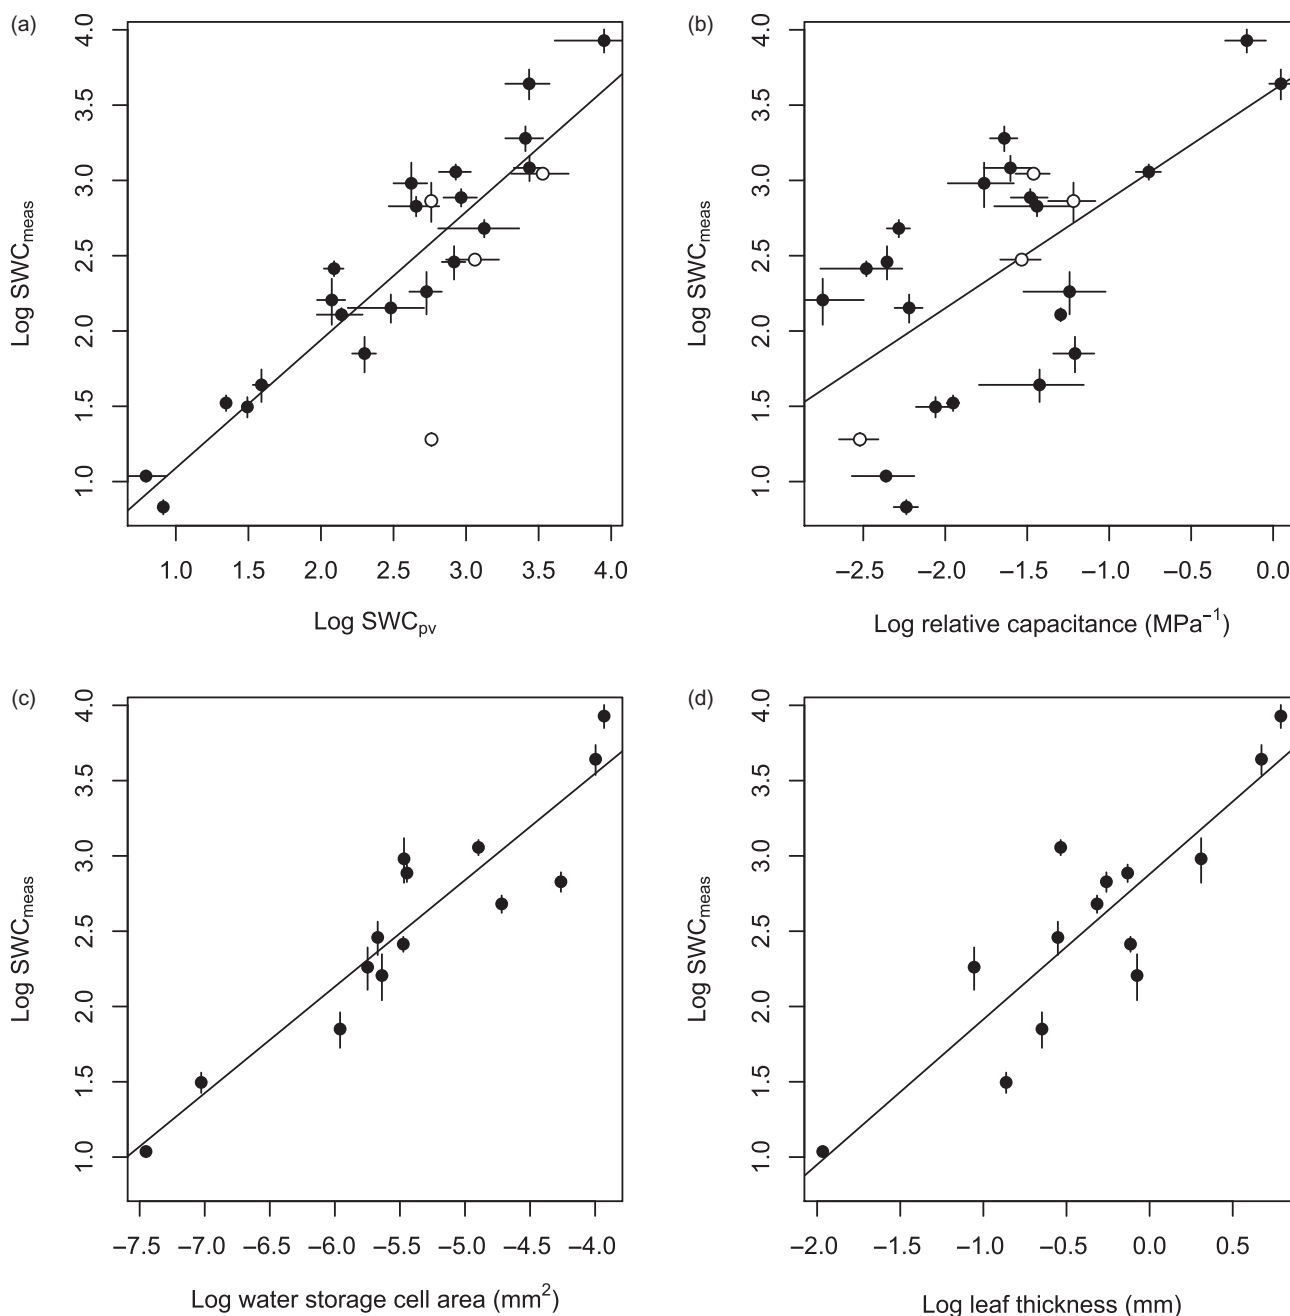 (a)
4.0
3.5
3.0
2.5
2.0
1.5
1.0
Log SWCmeas
1.0 1.5 2.0 2.5 3.0 3.5 4.0
Log SWCpv
(b)
4.0
3.5
3.0
2.5
2.0
1.5
1.0
Log SWCmeas
−2.5 −2.0 −1.5 −1.0 −0.5 0.0
Log relative capacitance (MPa⁻¹)
(c)
4.0
3.5
3.0
2.5
2.0
1.5
1.0
Log SWCmeas
−7.5 −7.0 −6.5 −6.0 −5.5 −5.0 −4.5 −4.0
Log water storage cell area (mm²)
(d)
4.0
3.5
3.0
2.5
2.0
1.5
1.0
Log SWCmeas
−2.0 −1.5 −1.0 −0.5 0.0 0.5
Log leaf thickness (mm)